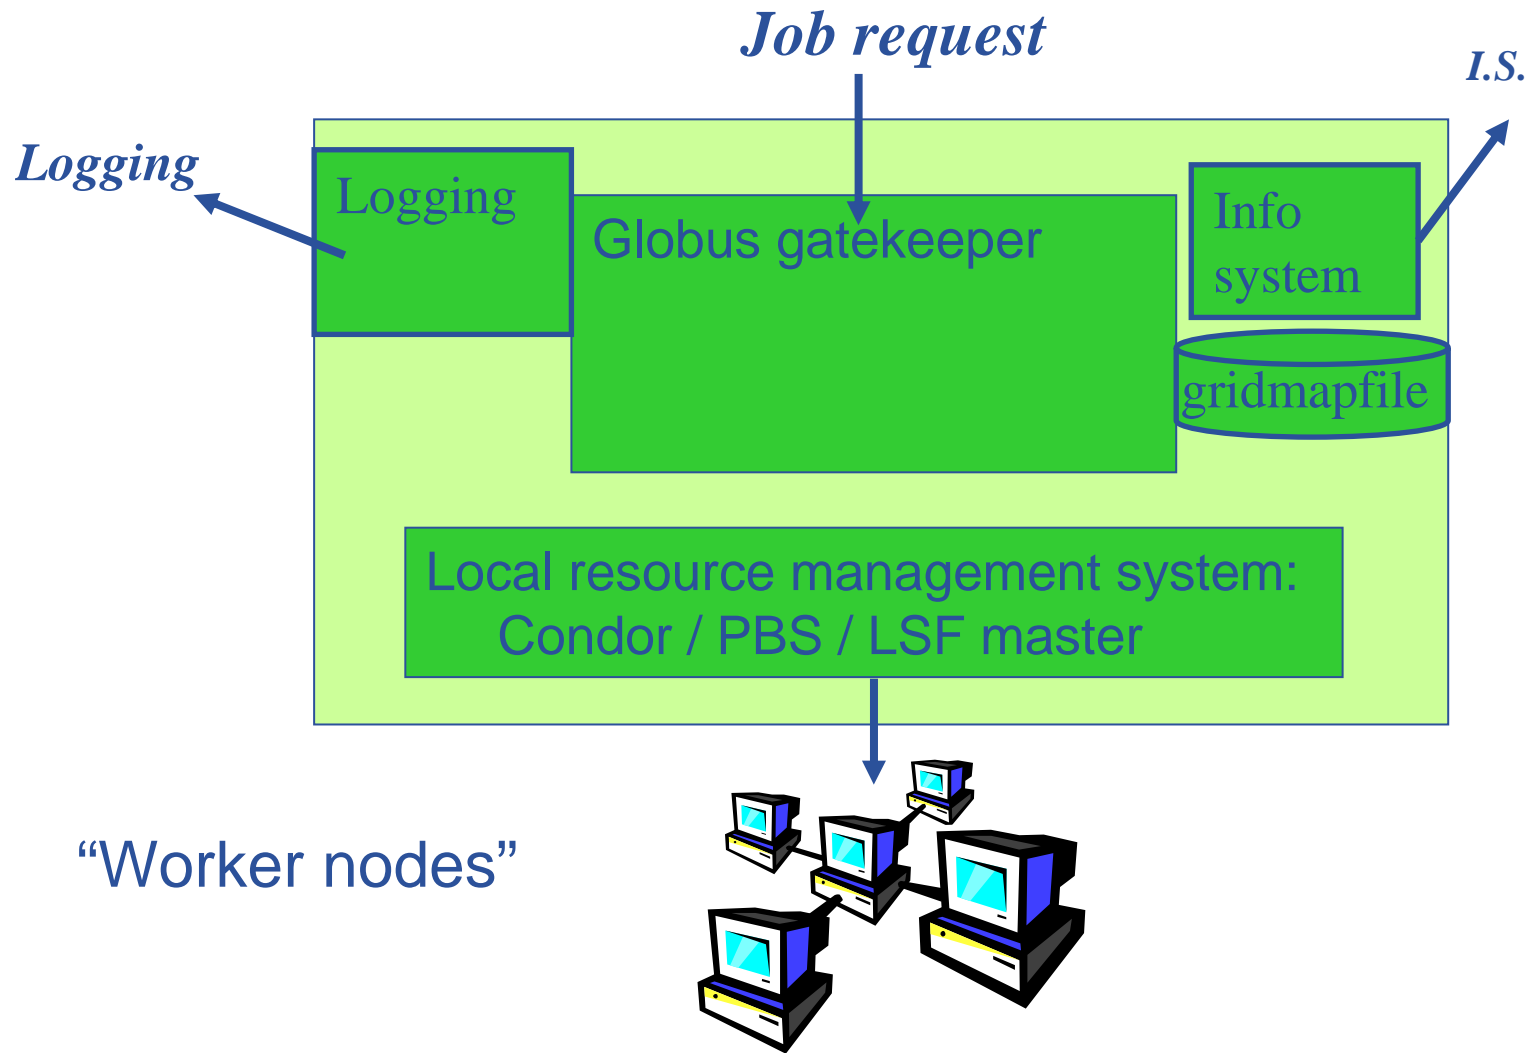 Job request
I.S.
Logging
Logging
Globus gatekeeper
Info
system
gridmapfile
Local resource management system:
Condor / PBS / LSF master
“Worker nodes”